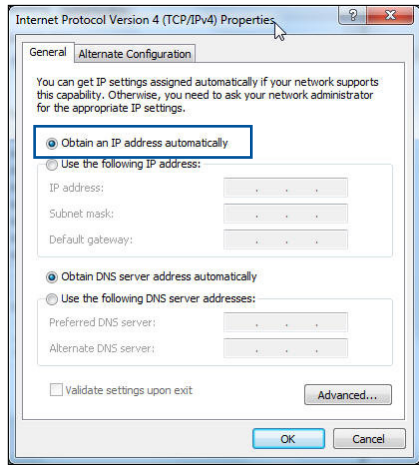 Internet Protocol Version 4 (TCP/IPv4) Properties
General
Alternate Configuration
You can get IP settings assigned automatically if your network supports
this capability. Otherwise, you need to ask your network administrator
for the appropriate IP settings.
Obtain an IP address automatically
Use the following IP address:
IP address:
Subnet mask:
Default gateway:
Obtain DNS server address automatically
Use the following DNS server addresses:
Preferred DNS server:
Alternate DNS server:
Validate settings upon exit
Advanced...
OK
Cancel